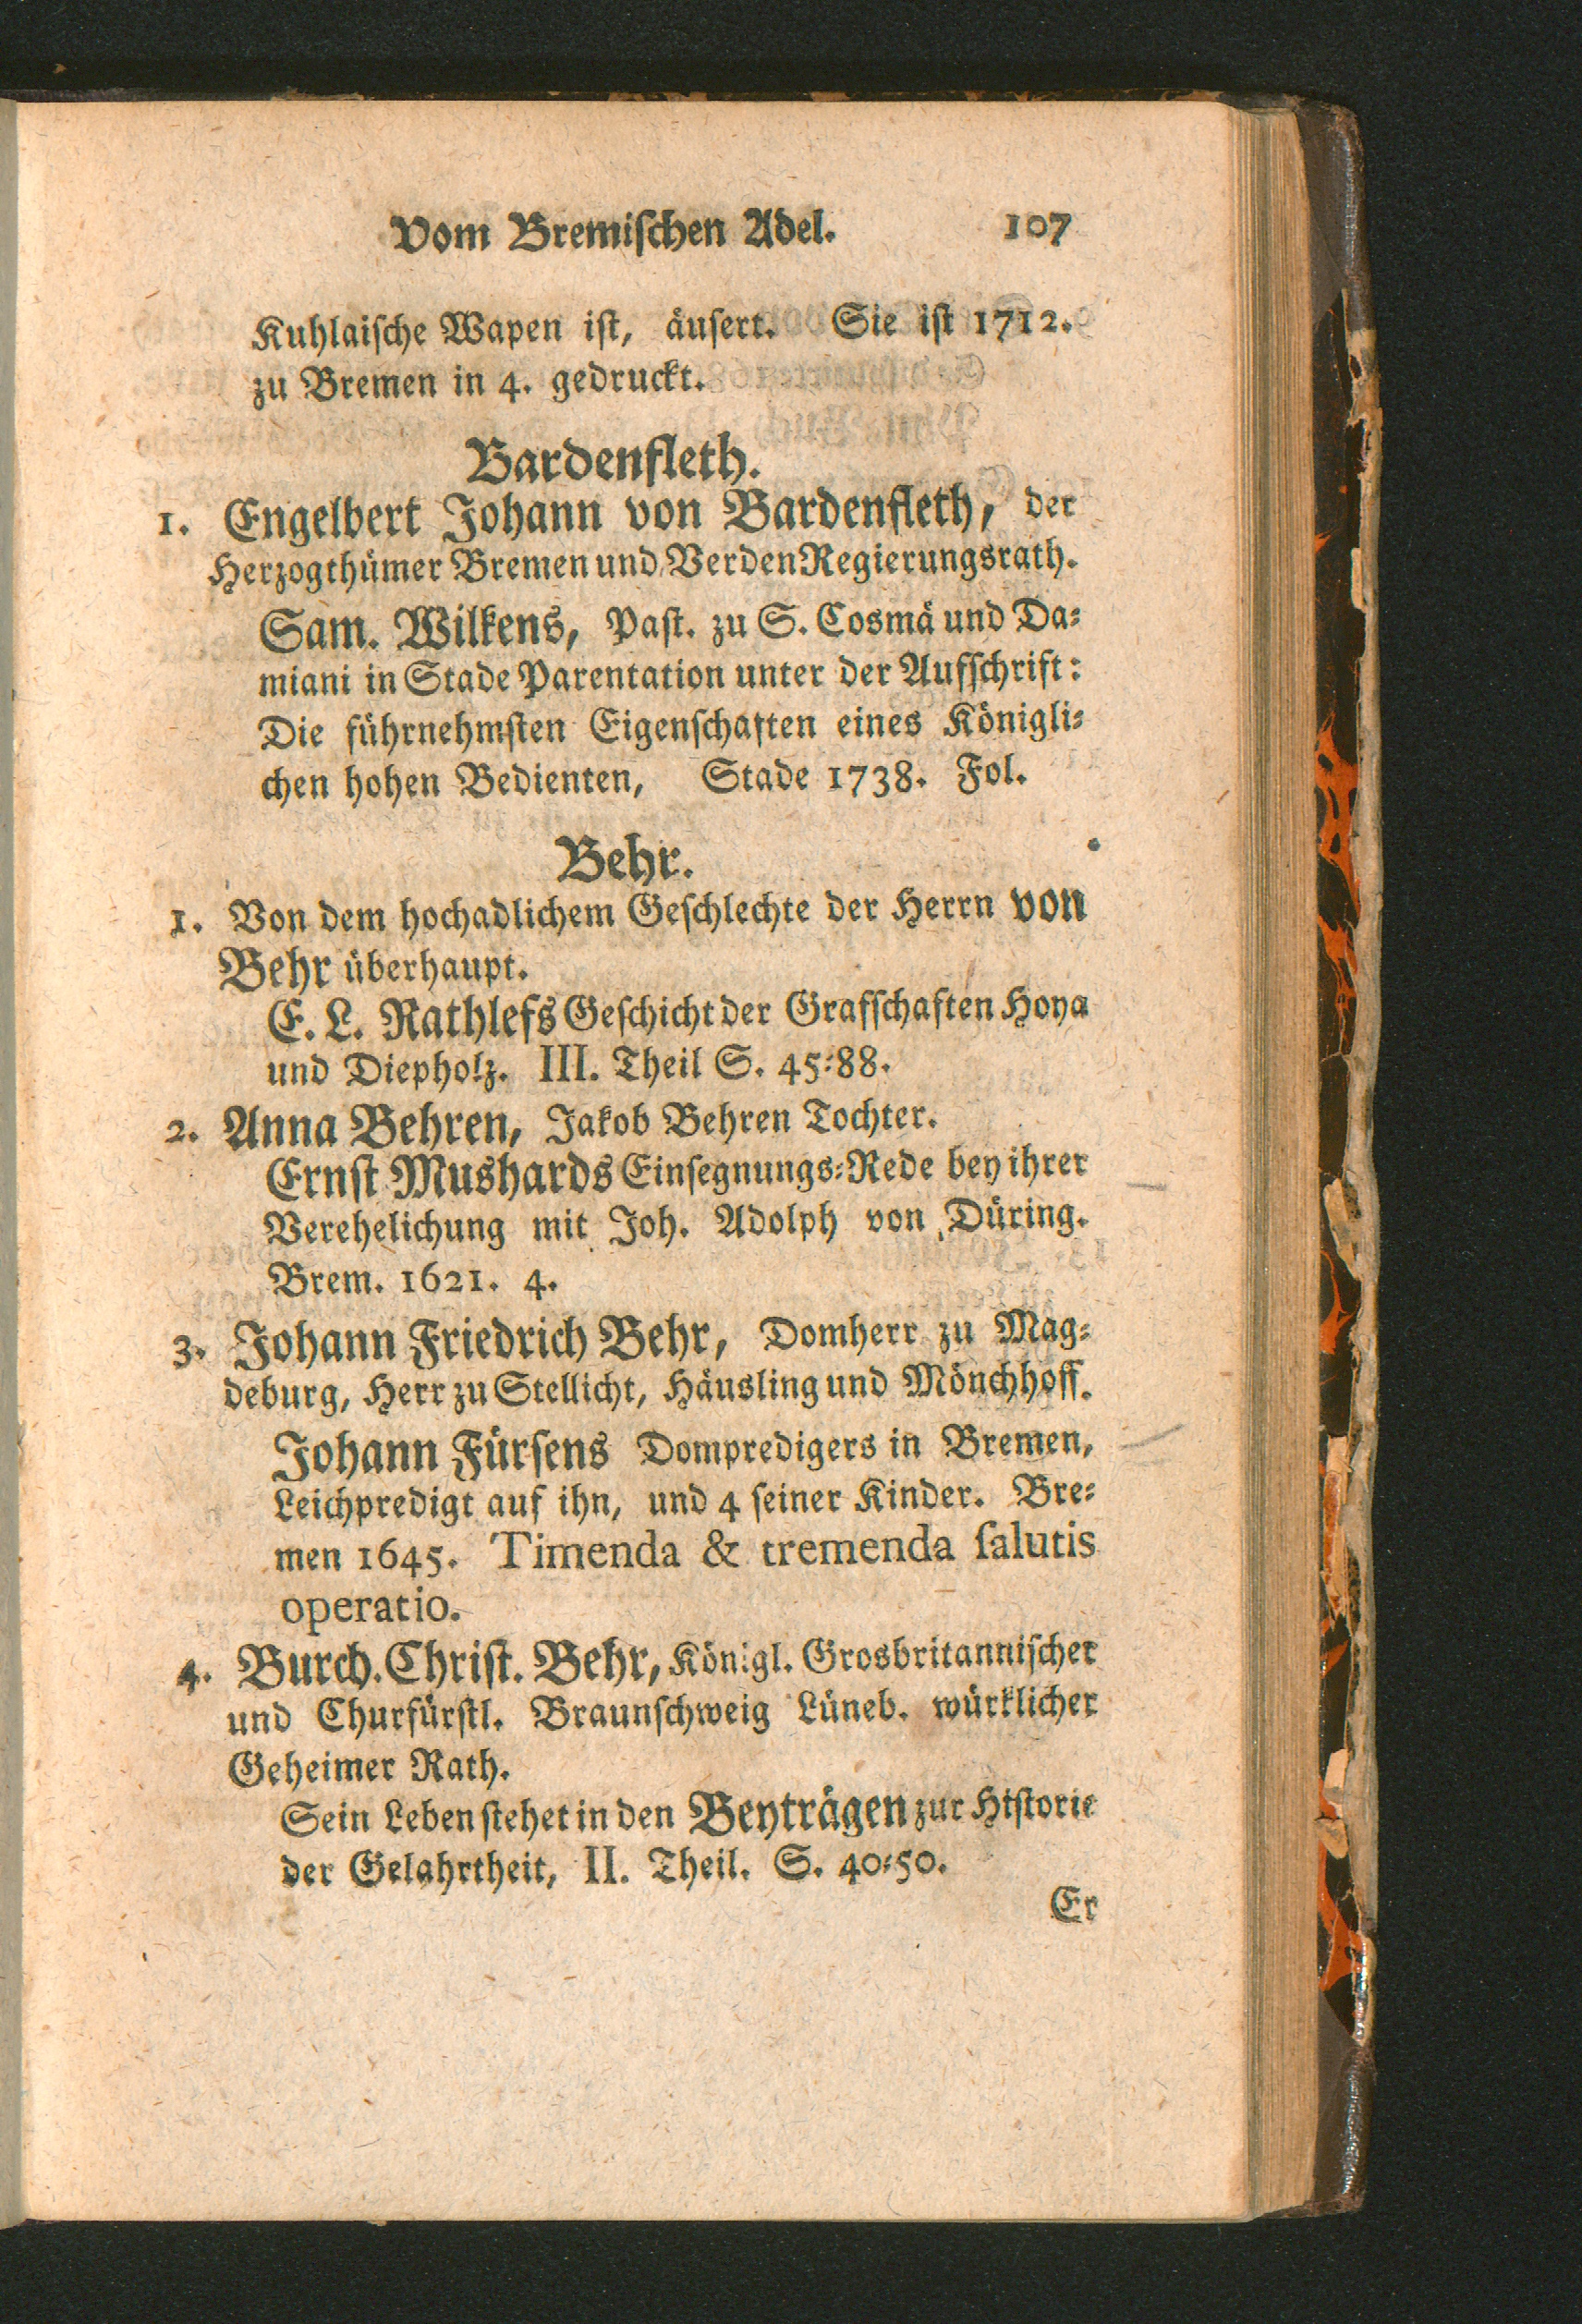 Vom Bremischen Adel. 107
Kuhlaische Wapen ist, äusert. Sie ist 1712.
zu Bremen in 4. gedruckt.
Bardenfleth.
1. Engelbert Johann von Bardenfleth, der
Herzogthümer Bremen und Verden Regierungsrath.
Sam. Wilkens, Past. zu S. Cosmä und Da-
miani in Stade Parentation unter der Aufschrift:
Die führnehmsten Eigenschaften eines Königli-
chen hohen Bedienten, Stade 1738. Fol.
Behr.
1. Von dem hochadlichem Geschlechte der Herrn von
Behr überhaupt.
E. L. Rathlefs Geschicht der Grafschaften Hoya
und Diepholz. III. Theil S. 45-88.
2. Anna Behren, Jakob Behren Tochter.
Ernst Mushards Einsegnungs-Rede bey ihrer
Verehelichung mit Joh. Adolph von Düring.
Brem. 1621. 4.
3. Johann Friedrich Behr, Domherr zu Mag-
deburg, Herr zu Stellicht, Häusling und Mönchhoff.
Johann Fürsens Dompredigers in Bremen,
Leichpredigt auf ihn, und 4 seiner Kinder. Bre-
men 1645. Timenda & tremenda ſalutis
operatio.
4. Burch. Christ. Behr, Königl. Grosbritannischer
und Churfürstl. Braunschweig Lüneb. würklicher
Geheimer Rath.
Sein Leben stehet in den Beyträgen zur Historie
der Gelahrtheit, II. Theil. S. 40-50.
Er